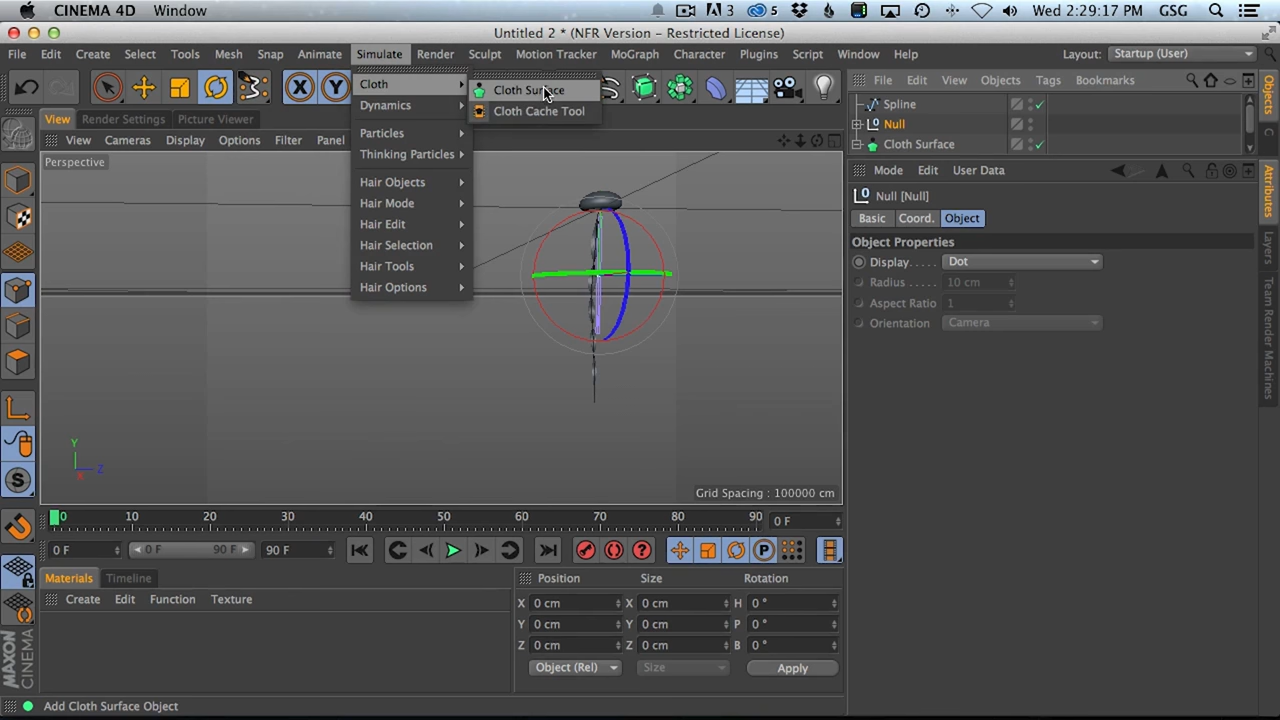 CINEMA 4D Window 3 5 Wed 2:29:17 PM GSG
Untitled 2 * (NFR Version - Restricted License)
File Edit Create Select Tools Mesh Snap Animate Simulate Render Sculpt Motion Tracker MoGraph Character Plugins Script Window Help Layout: Startup (User)
X Y
File Edit View Objects Tags Bookmarks
Cloth
Dynamics
Particles
Thinking Particles
Hair Objects
Hair Mode
Hair Edit
Hair Selection
Hair Tools
Hair Options
Cloth Surface
Cloth Cache Tool
Spline
Null
Cloth Surface
View Render Settings Picture Viewer
View Cameras Display Options Filter Panel
Perspective
Mode Edit User Data
Null [Null]
Basic Coord. Object
Object Properties
Display Dot
Radius 10 cm
Aspect Ratio 1
Orientation Camera
Objects
Attributes
Layers
Team Render Machines
Y
Z
X
S
Grid Spacing : 100000 cm
0 10 20 30 40 50 60 70 80 90 0 F
0 F 0 F 90 F 90 F P
Materials Timeline
Create Edit Function Texture
Position Size Rotation
X 0 cm X 0 cm H 0 °
Y 0 cm Y 0 cm P 0 °
Z 0 cm Z 0 cm B 0 °
Object (Rel) Size Apply
MAXON
CINEMA 4D
Add Cloth Surface Object